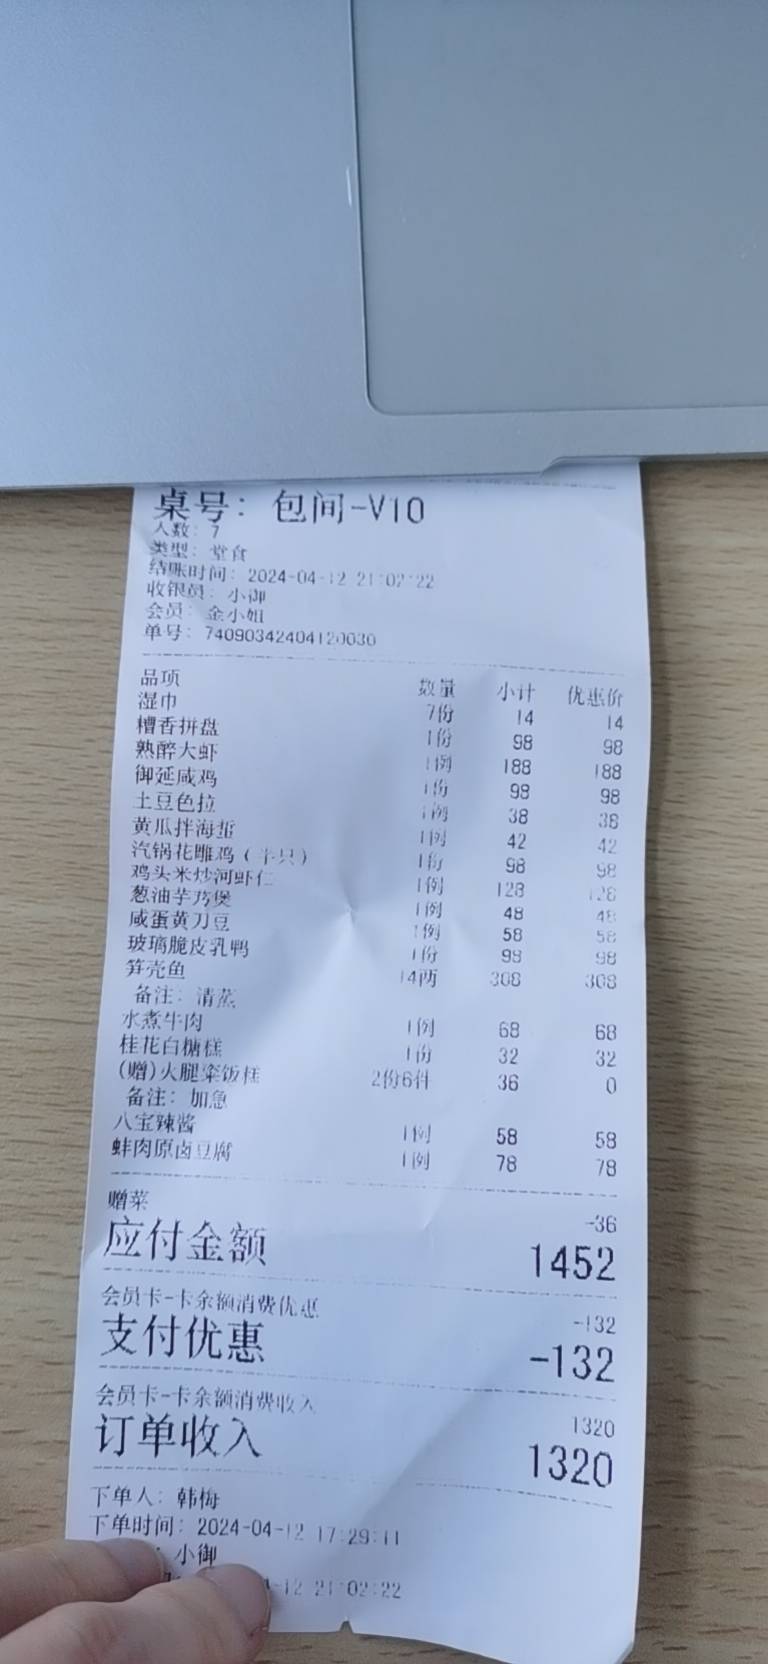 桌号: 包间-V10
人数: 7
类型: 堂食
结账时间: 2024-04-12 21:02:22
收银员: 小御
会员: 金小姐
单号: 74090342404120030
品项 数量 小计 优惠价
湿巾 7份 14 14
糟香拼盘 1份 98 98
熟醉大虾 1例 188 188
御延咸鸡 1份 98 98
土豆色拉 1例 38 38
黄瓜拌海蜇 1例 42 42
汽锅花雕鸡(半只) 1份 98 98
鸡头米炒河虾仁 1例 128 128
葱油芋艿煲 1例 48 48
咸蛋黄刀豆 1例 58 58
玻璃脆皮乳鸭 1份 98 98
笋壳鱼 14两 308 308
备注: 清蒸
水煮牛肉 1例 68 68
桂花白糖糕 1份 32 32
(赠)火腿粢饭糕 2份6件 36 0
备注: 加急
八宝辣酱 1例 58 58
蚌肉原卤豆腐 1例 78 78
赠菜 -36
应付金额 1452
会员卡-卡余额消费优惠 -132
支付优惠 -132
会员卡-卡余额消费收入 1320
订单收入 1320
下单人: 韩梅
下单时间: 2024-04-12 17:29:11
: 小御
-12 21:02:22